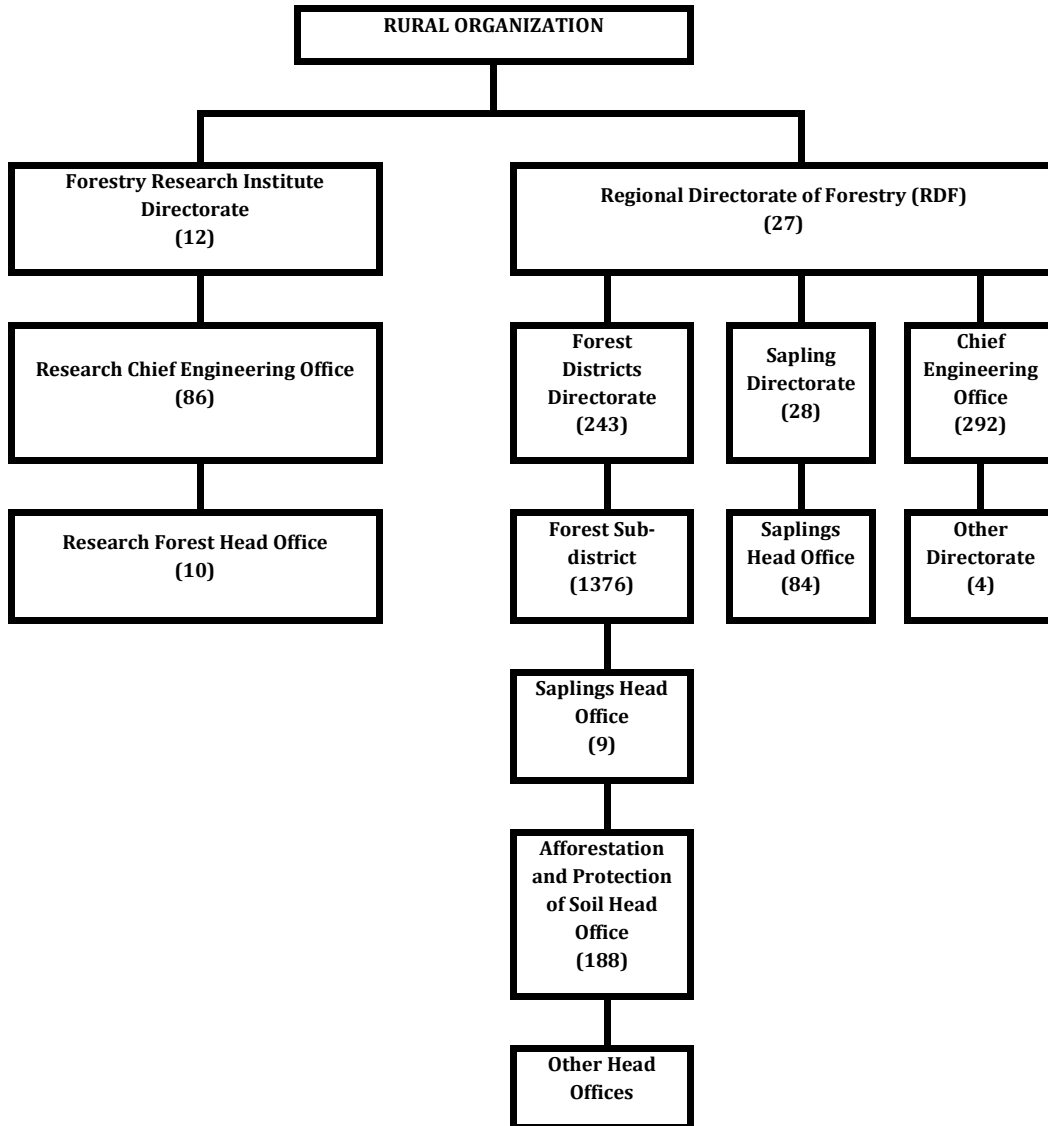 RURAL ORGANIZATION
Forestry Research Institute
Directorate
(12)
Regional Directorate of Forestry (RDF)
(27)
Research Chief Engineering Office
(86)
Forest
Districts
Directorate
(243)
Sapling
Directorate
(28)
Chief
Engineering
Office
(292)
Research Forest Head Office
(10)
Forest Sub-
district
(1376)
Saplings
Head Office
(84)
Other
Directorate
(4)
Saplings Head
Office
(9)
Afforestation
and Protection
of Soil Head
Office
(188)
Other Head
Offices